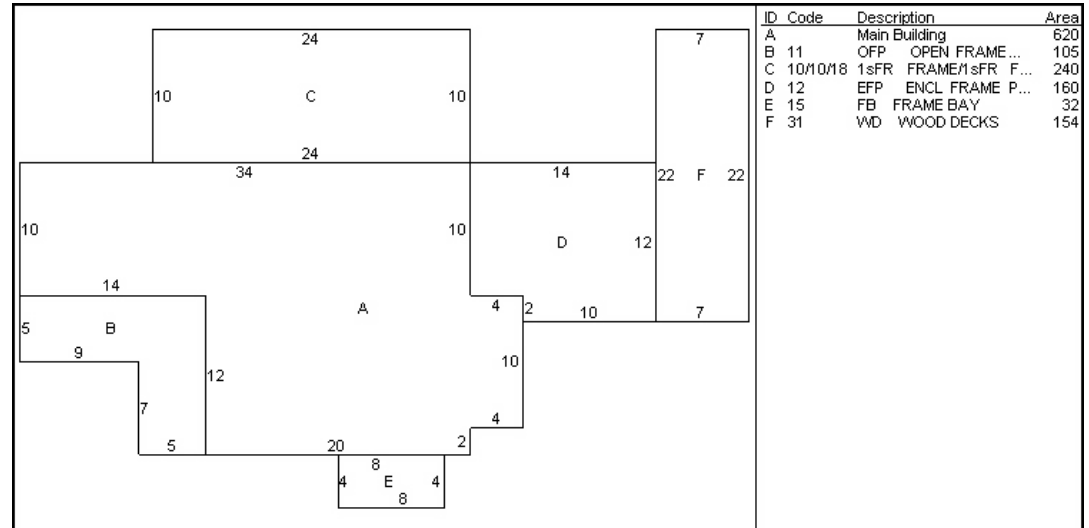 24
7
10 C 10
24
34
14
22 F 22
10
10
D 12
14
4 2
10
7
5 B
A
9
10
12
7
4
5
20
2
8
4 E 4
8
ID Code Description Area
A Main Building 620
B 11 OFP OPEN FRAME... 105
C 10/10/18 1sFR FRAME/1sFR F... 240
D 12 EFP ENCL FRAME P... 160
E 15 FB FRAME BAY 32
F 31 WD WOOD DECKS 154